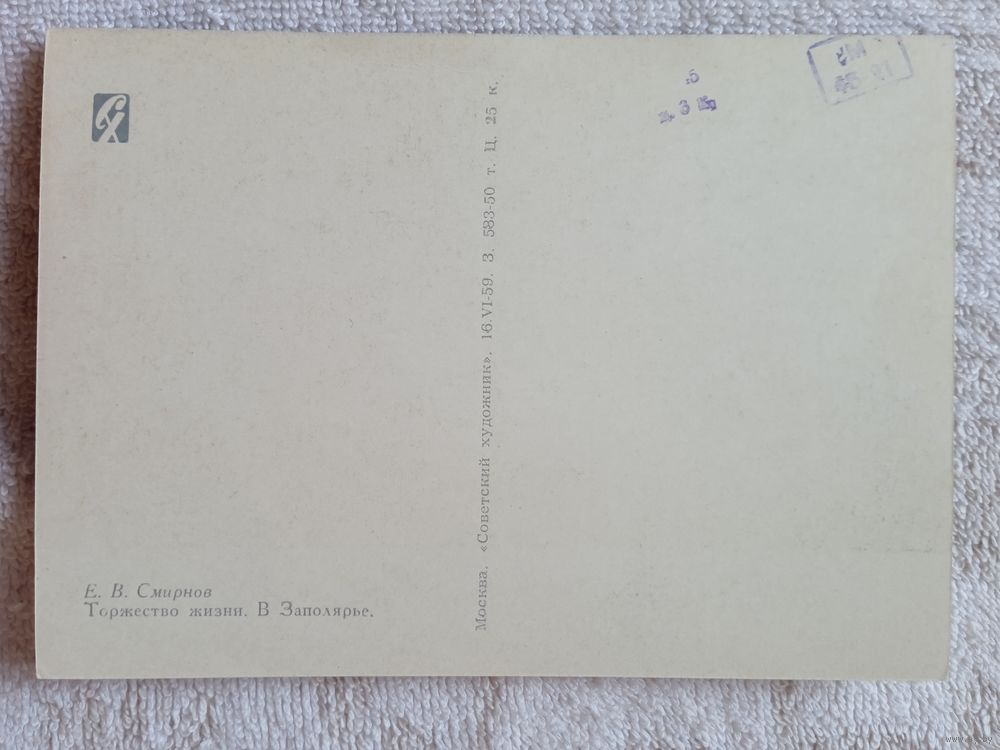 Е. В. Смирнов
Торжество жизни. В Заполярье.
Москва. «Советский художник». 16.VI-59. З. 583-50 т. Ц. 25 к.